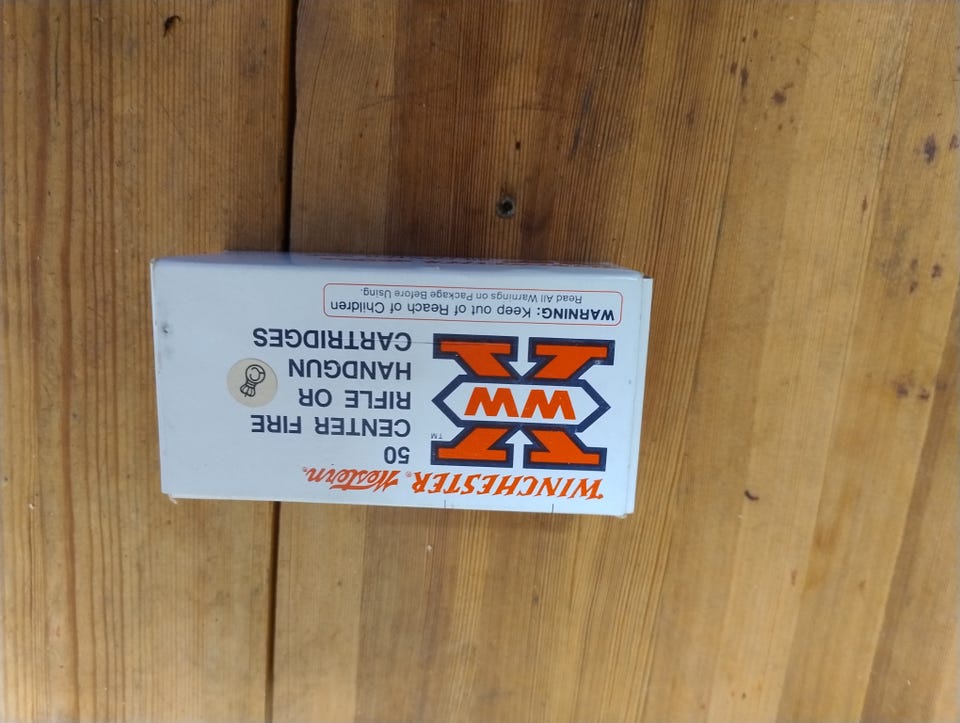 WINCHESTER® Western®
50
CENTER FIRE
RIFLE OR
HANDGUN
CARTRIDGES
WW
TM
WARNING: Keep out of Reach of Children
Read All Warnings on Package Before Using.